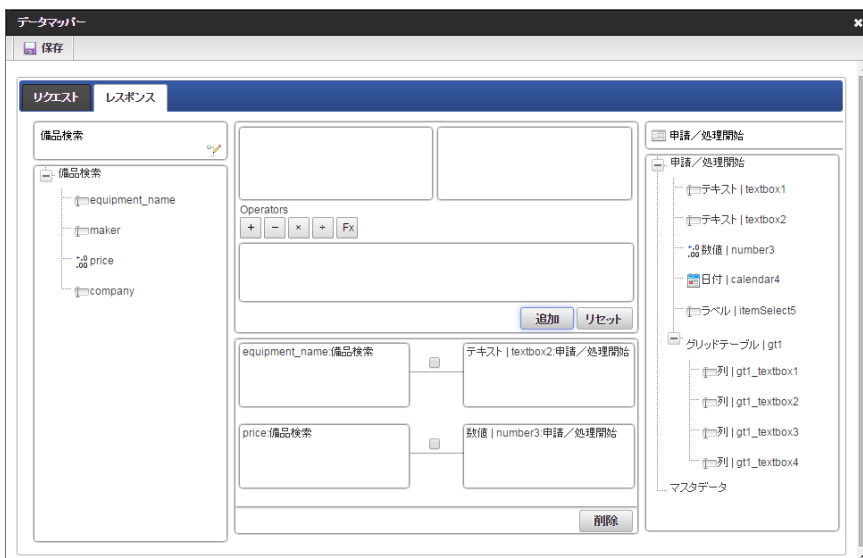 データマッパー
保存
リクエスト
レスポンス
備品検索
備品検索
equipment_name
maker
price
company
Operators
+ − × ÷ Fx
追加
リセット
equipment_name:備品検索
テキスト | textbox2:申請／処理開始
price:備品検索
数値 | number3:申請／処理開始
削除
申請／処理開始
申請／処理開始
テキスト | textbox1
テキスト | textbox2
数値 | number3
日付 | calendar4
ラベル | itemSelect5
グリッドテーブル | gt1
列 | gt1_textbox1
列 | gt1_textbox2
列 | gt1_textbox3
列 | gt1_textbox4
マスタデータ